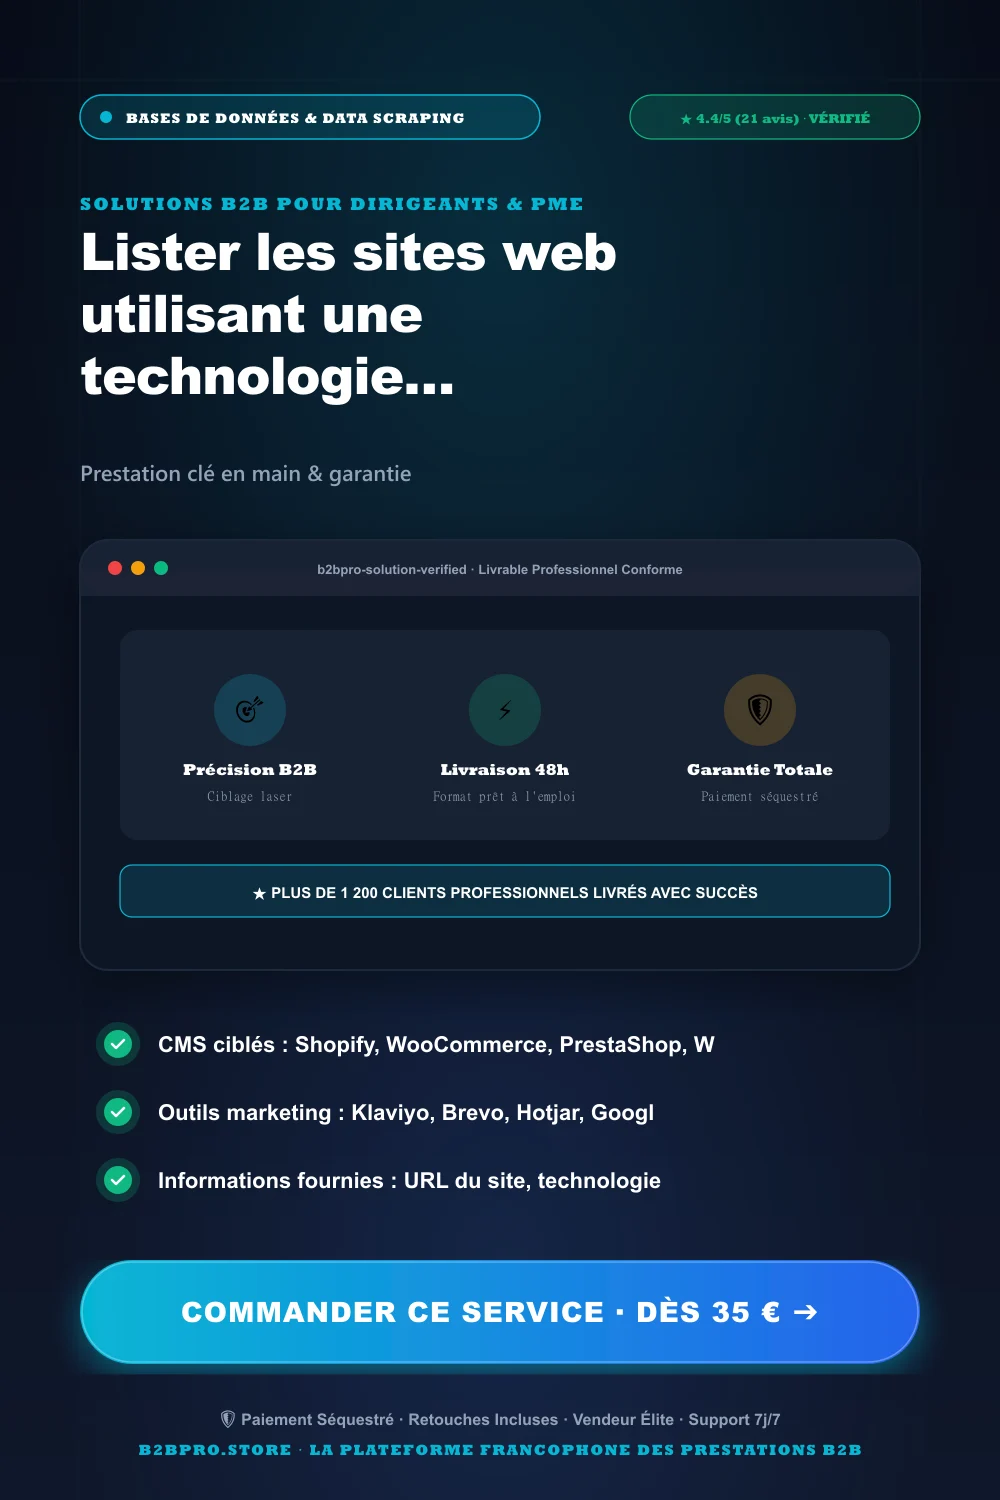 BASES DE DONNÉES & DATA SCRAPING
★ 4.4/5 (21 avis) · VÉRIFIÉ
SOLUTIONS B2B POUR DIRIGEANTS & PME
Lister les sites web
utilisant une
technologie...
Prestation clé en main & garantie
b2bpro-solution-verified · Livrable Professionnel Conforme
Précision B2B
Livraison 48h
Garantie Totale
Ciblage laser
Format prêt à l'emploi
Paiement séquestré
★ PLUS DE 1 200 CLIENTS PROFESSIONNELS LIVRÉS AVEC SUCCÈS
CMS ciblés : Shopify, WooCommerce, PrestaShop, W
Outils marketing : Klaviyo, Brevo, Hotjar, Googl
Informations fournies : URL du site, technologie
COMMANDER CE SERVICE · DÈS 35 € ➔
Paiement Séquestré · Retouches Incluses · Vendeur Élite · Support 7j/7
B2BPRO.STORE · LA PLATEFORME FRANCOPHONE DES PRESTATIONS B2B